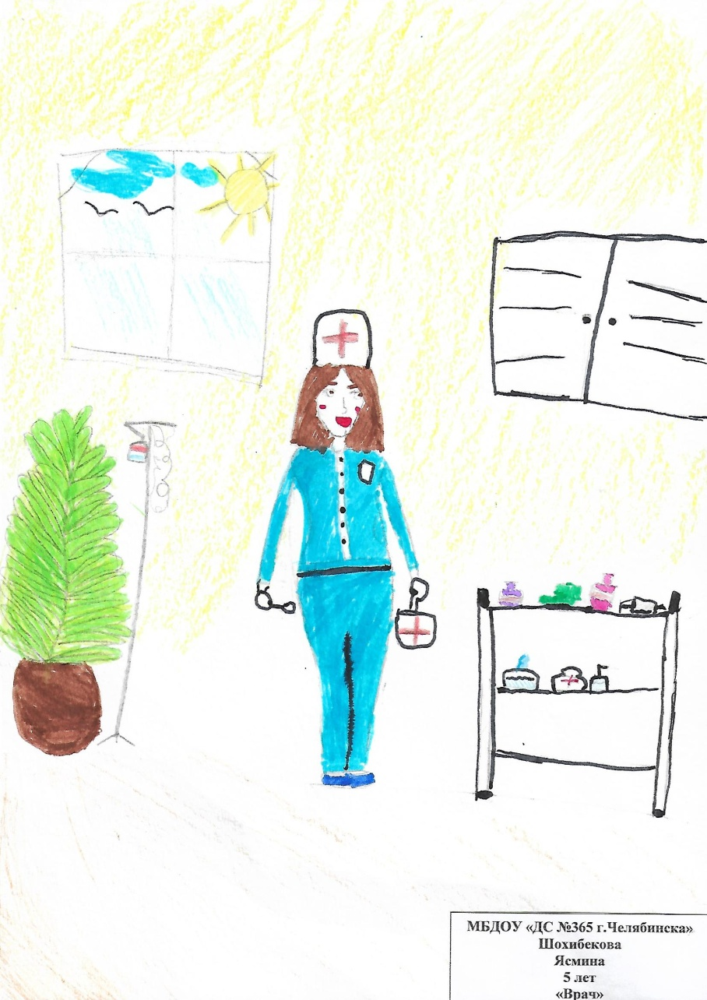 МБДОУ «ДС №365 г.Челябинска»
Шохибекова
Ясмина
5 лет
«Врач»